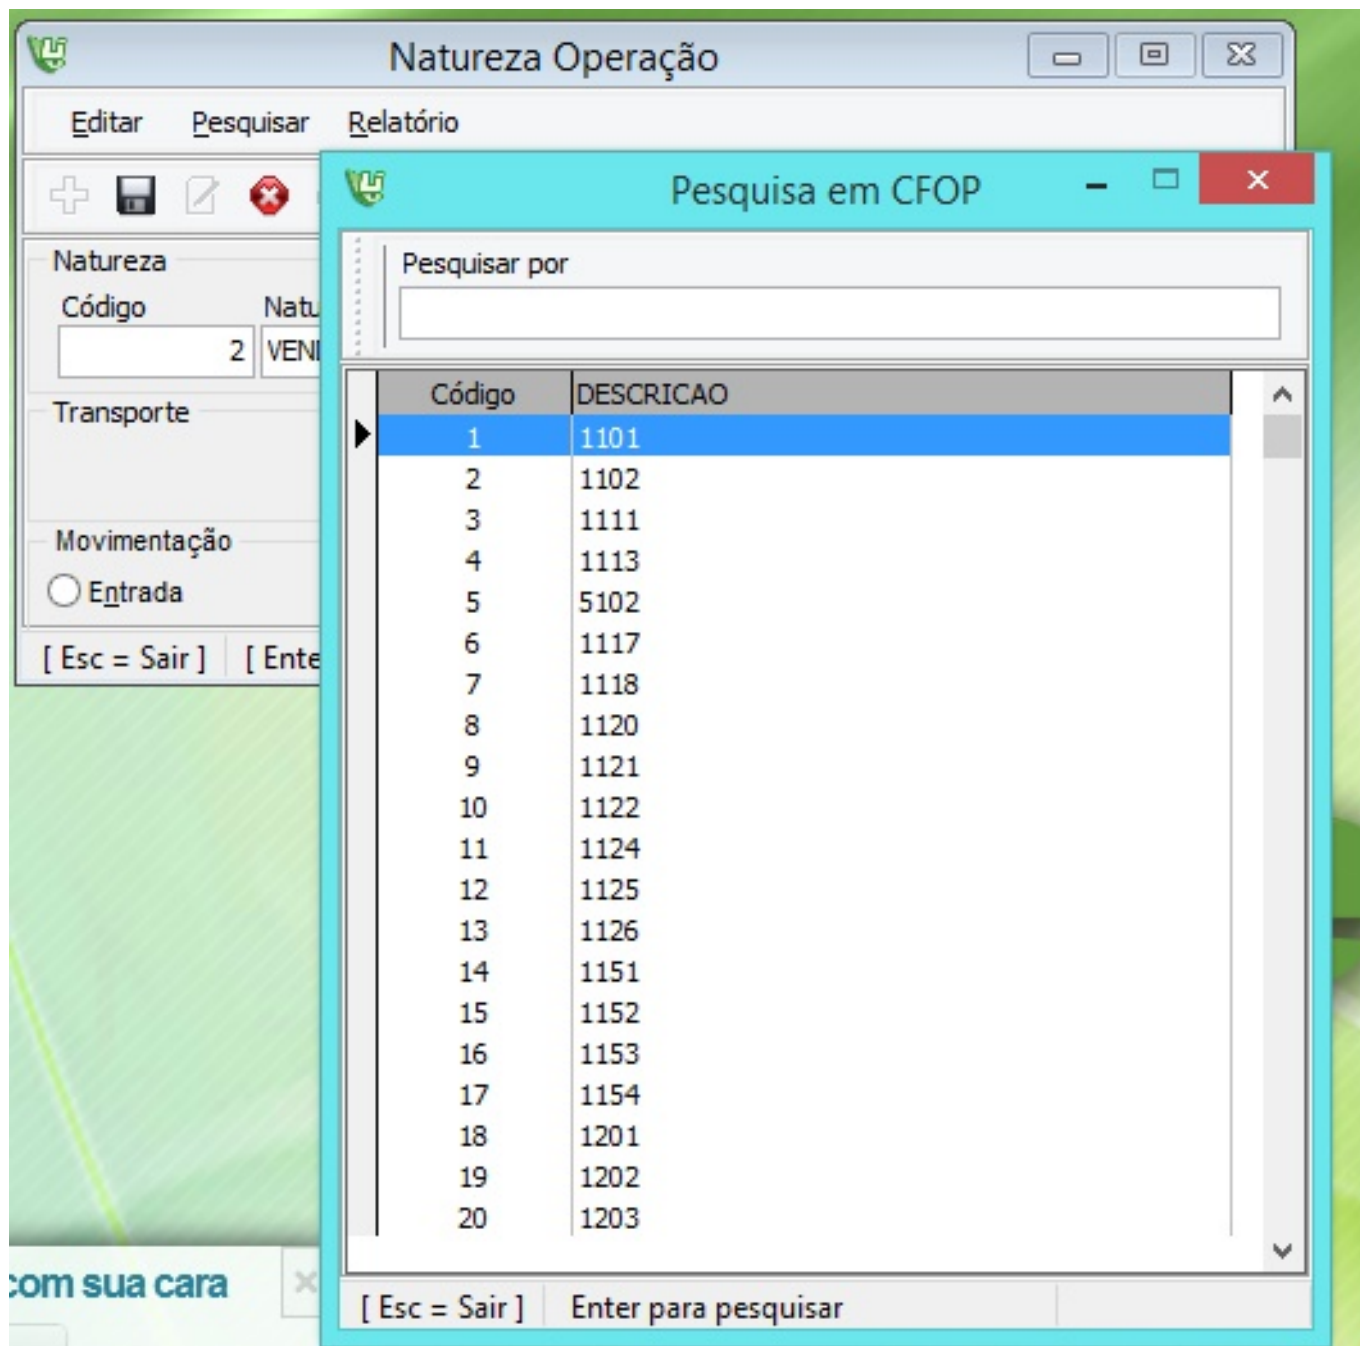 Natureza Operação
Editar Pesquisar Relatório
Pesquisa em CFOP
Natureza
Código Natu
2 VEN
Transporte
Movimentação
Entrada
[ Esc = Sair ] [ Ente
Pesquisar por
Código DESCRICAO
1 1101
2 1102
3 1111
4 1113
5 5102
6 1117
7 1118
8 1120
9 1121
10 1122
11 1124
12 1125
13 1126
14 1151
15 1152
16 1153
17 1154
18 1201
19 1202
20 1203
[ Esc = Sair ] Enter para pesquisar
com sua cara